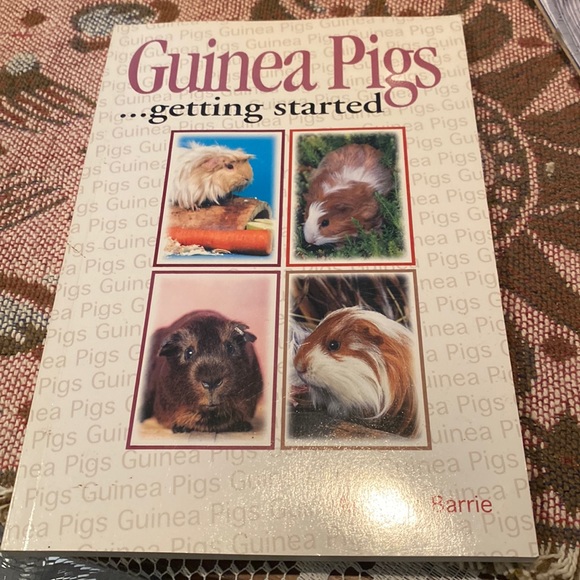 Guinea Pigs
...getting started
Barrie